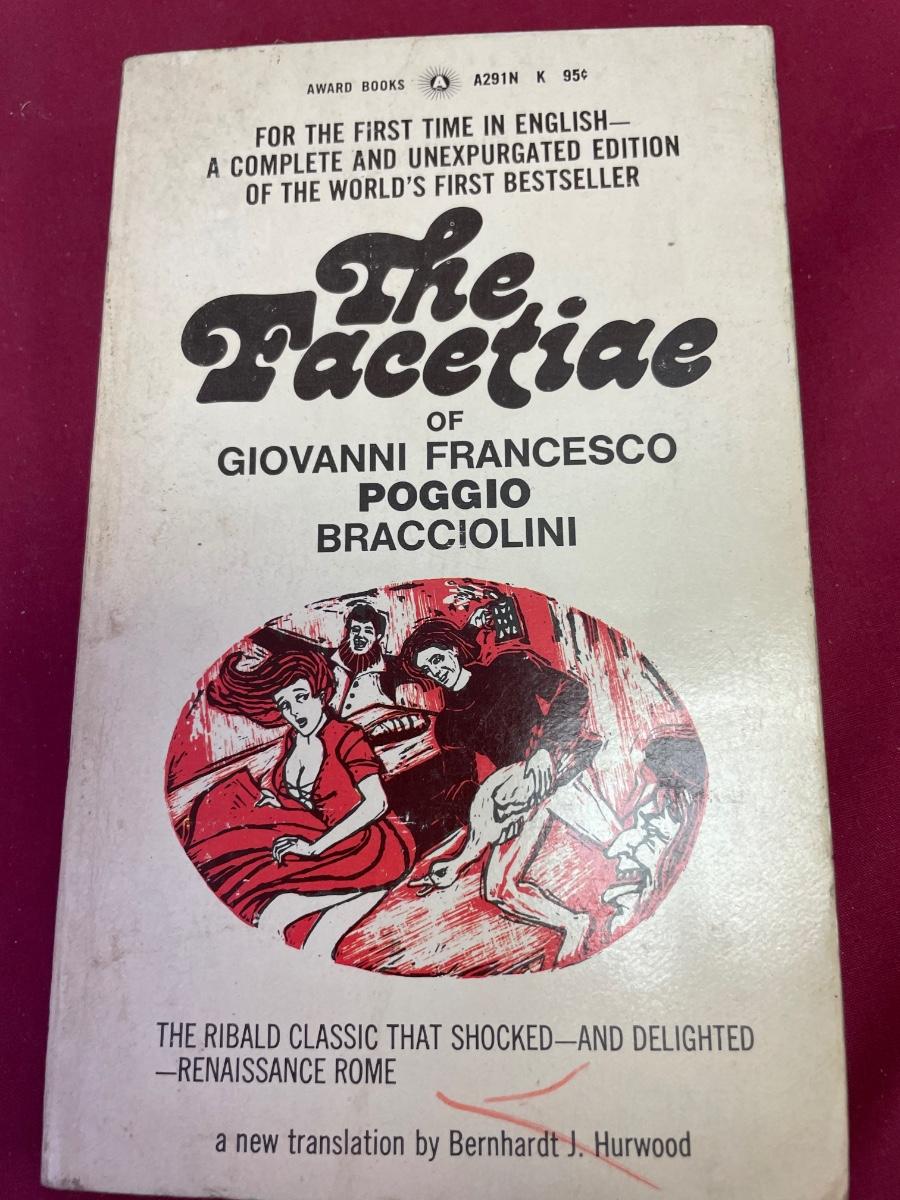 AWARD BOOKS A A291N K 95¢
FOR THE FIRST TIME IN ENGLISH—
A COMPLETE AND UNEXPURGATED EDITION
OF THE WORLD'S FIRST BESTSELLER
The
Facetiae
OF
GIOVANNI FRANCESCO
POGGIO
BRACCIOLINI
THE RIBALD CLASSIC THAT SHOCKED—AND DELIGHTED
—RENAISSANCE ROME
a new translation by Bernhardt J. Hurwood